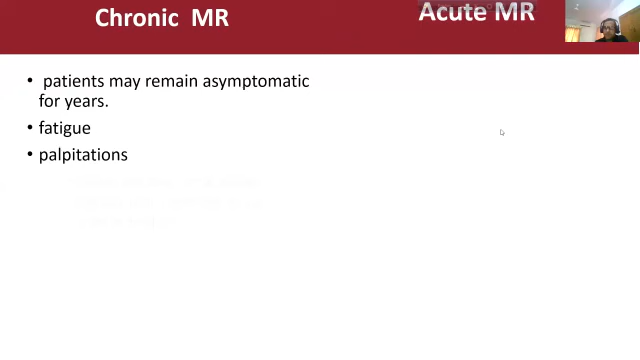 Chronic MR
Acute MR
• patients may remain asymptomatic
for years.
• fatigue
• palpitations